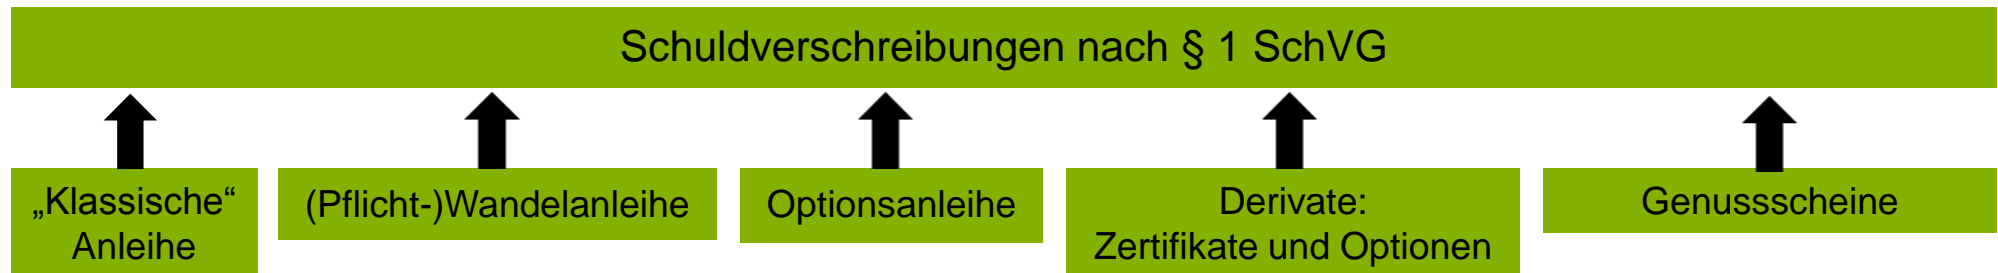 Schuldverschreibungen nach § 1 SchVG
„Klassische“
Anleihe
(Pflicht-)Wandelanleihe
Optionsanleihe
Derivate:
Zertifikate und Optionen
Genussscheine